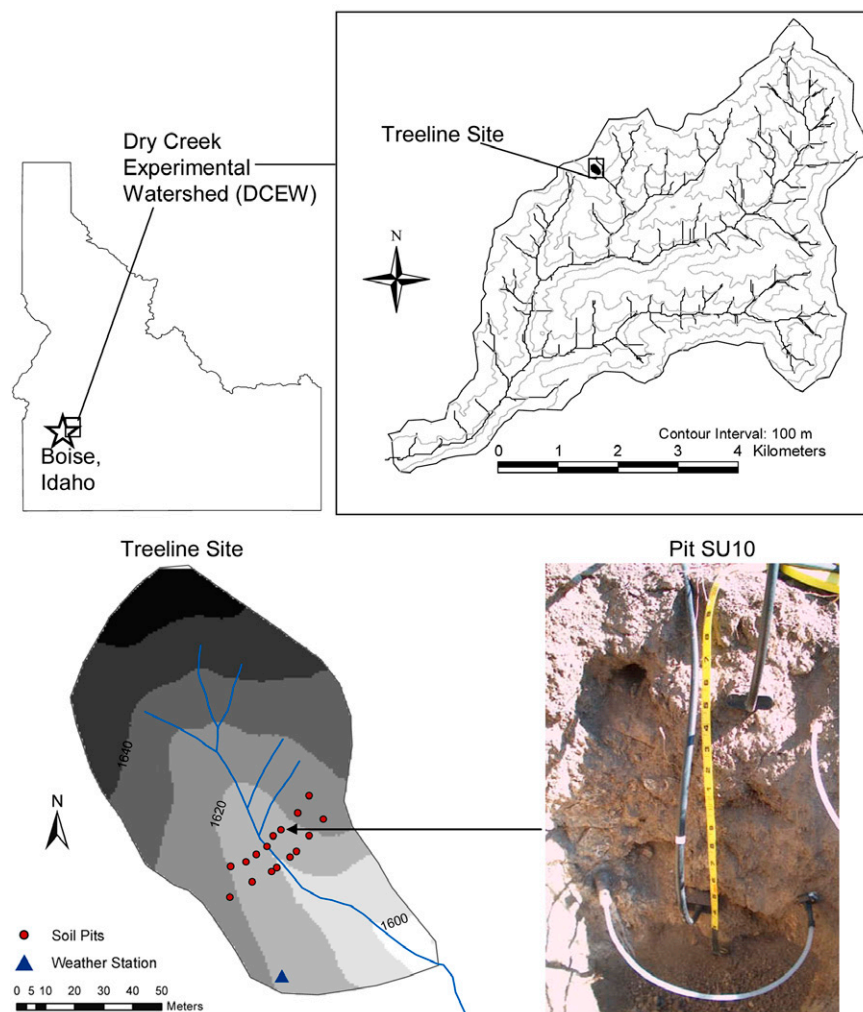 Dry Creek
Experimental
Watershed (DCEW)
Boise,
Idaho
Treeline Site
N
Contour Interval: 100 m
0 1 2 3 4 Kilometers
Treeline Site
1640
1620
1600
N
Soil Pits
Weather Station
0 5 10 20 30 40 50
Meters
Pit SU10